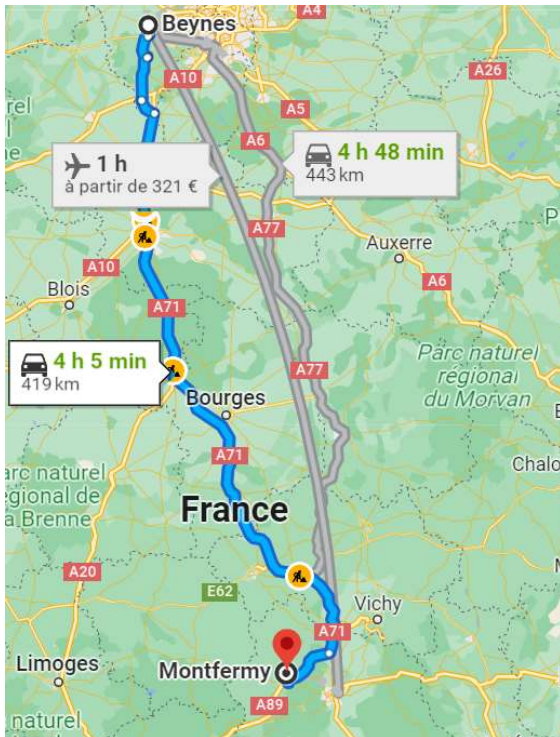 Beynes
A4
A10
A26
rel
ne
A5
A6
1 h
à partir de 321 €
4 h 48 min
443 km
A77
Auxerre
A10
A6
Blois
A71
Parc naturel
régional
du Morvan
4 h 5 min
419 km
A77
Bourges
Chalo
arc naturel
égional de
a Brenne
A71
France
A20
E62
Vichy
A71
Montfermy
Limoges
A89
naturel